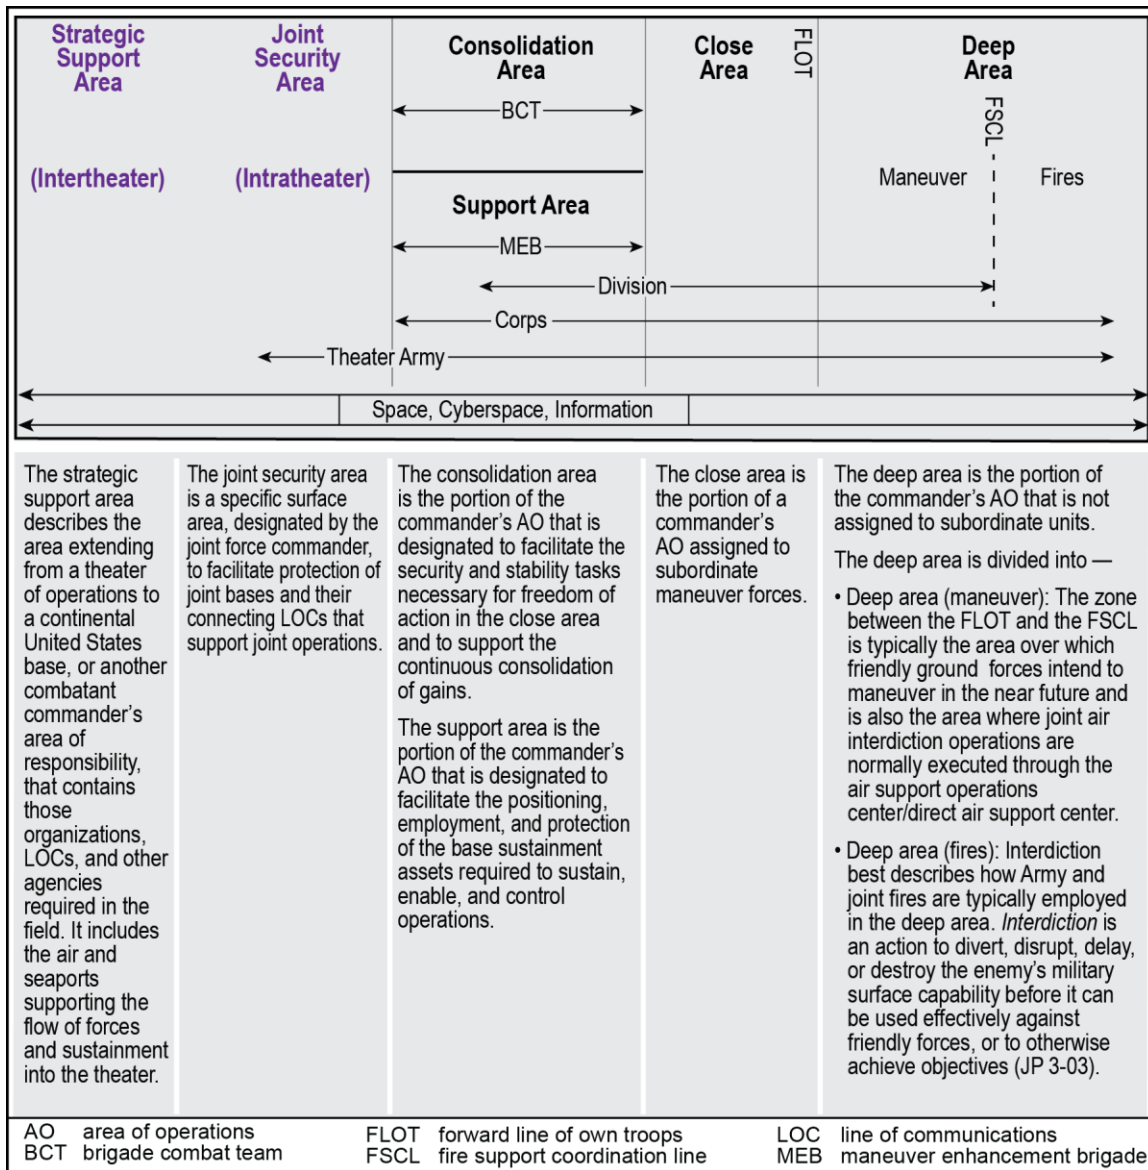 Strategic
Support
Area
(Intertheater)
Joint
Security
Area
(Intratheater)
Consolidation
Area
BCT
Support Area
MEB
Close
Area
FLOT
Deep
Area
FSCL
Maneuver
Fires
Division
Corps
Theater Army
Space, Cyberspace, Information
The strategic
support area
describes the
area extending
from a theater
of operations to
a continental
United States
base, or another
combatant
commander's
area of
responsibility,
that contains
those
organizations,
LOCs, and other
agencies
required in the
field. It includes
the air and
seaports
supporting the
flow of forces
and sustainment
into the theater.
The joint security area
is a specific surface
area, designated by the
joint force commander,
to facilitate protection of
joint bases and their
connecting LOCs that
support joint operations.
The consolidation area
is the portion of the
commander's AO that is
designated to facilitate the
security and stability tasks
necessary for freedom of
action in the close area
and to support the
continuous consolidation
of gains.
The support area is the
portion of the commander's
AO that is designated to
facilitate the positioning,
employment, and protection
of the base sustainment
assets required to sustain,
enable, and control
operations.
The close area is
the portion of a
commander's
AO assigned to
subordinate
maneuver forces.
The deep area is the portion of
the commander's AO that is not
assigned to subordinate units.
The deep area is divided into —
• Deep area (maneuver): The zone
between the FLOT and the FSCL
is typically the area over which
friendly ground forces intend to
maneuver in the near future and
is also the area where joint air
interdiction operations are
normally executed through the
air support operations
center/direct air support center.
• Deep area (fires): Interdiction
best describes how Army and
joint fires are typically employed
in the deep area. Interdiction is
an action to divert, disrupt, delay,
or destroy the enemy's military
surface capability before it can
be used effectively against
friendly forces, or to otherwise
achieve objectives (JP 3-03).
AO area of operations
BCT brigade combat team
FLOT forward line of own troops
FSCL fire support coordination line
LOC line of communications
MEB maneuver enhancement brigade